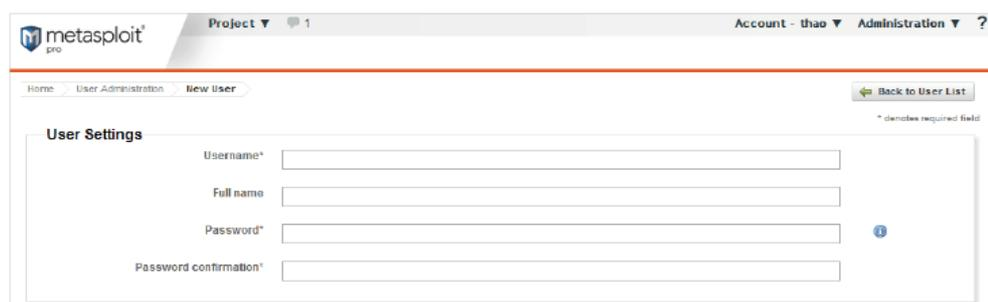 Project ▼ 1 Account - thao ▼ Administration ▼ ?
metasploit®
pro
Home User Administration New User Back to User List
* denotes required field
User Settings
Username*
Full name
Password*
Password confirmation*